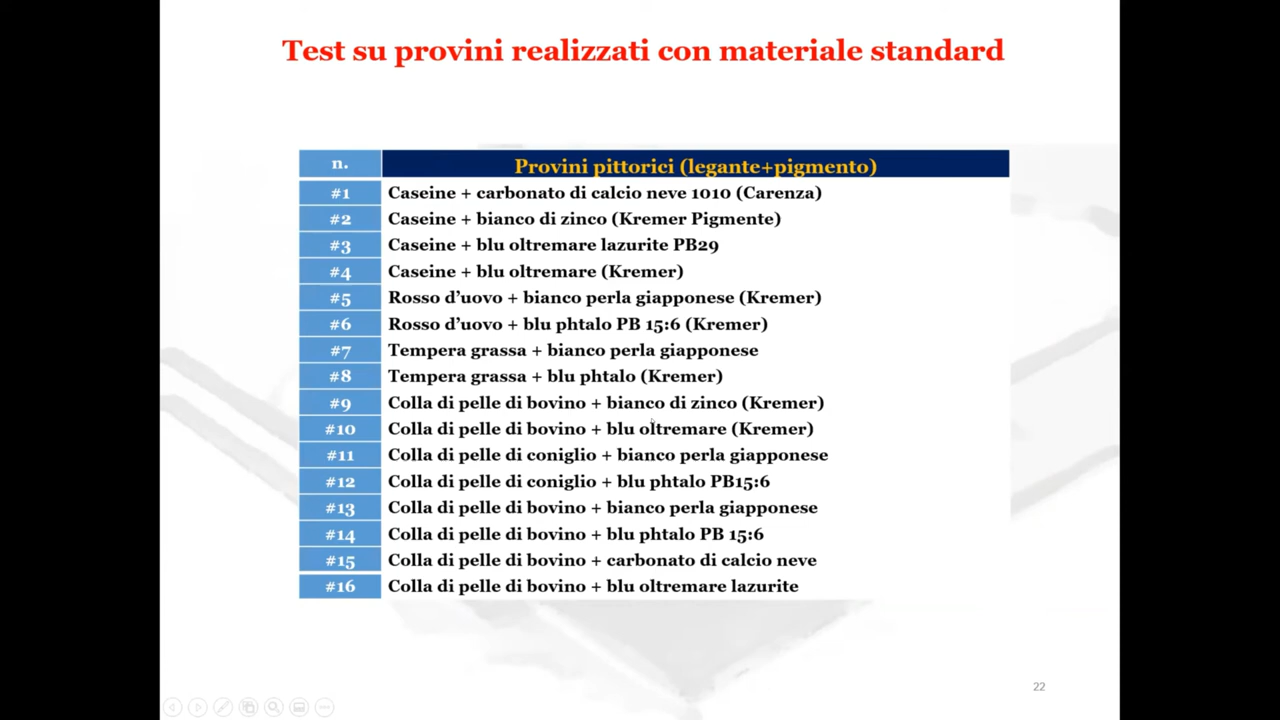 Test su provini realizzati con materiale standard
n. Provini pittorici (legante+pigmento)
#1 Caseine + carbonato di calcio neve 1010 (Carenza)
#2 Caseine + bianco di zinco (Kremer Pigmente)
#3 Caseine + blu oltremare lazurite PB29
#4 Caseine + blu oltremare (Kremer)
#5 Rosso d’uovo + bianco perla giapponese (Kremer)
#6 Rosso d’uovo + blu phtalo PB 15:6 (Kremer)
#7 Tempera grassa + bianco perla giapponese
#8 Tempera grassa + blu phtalo (Kremer)
#9 Colla di pelle di bovino + bianco di zinco (Kremer)
#10 Colla di pelle di bovino + blu oltremare (Kremer)
#11 Colla di pelle di coniglio + bianco perla giapponese
#12 Colla di pelle di coniglio + blu phtalo PB15:6
#13 Colla di pelle di bovino + bianco perla giapponese
#14 Colla di pelle di bovino + blu phtalo PB 15:6
#15 Colla di pelle di bovino + carbonato di calcio neve
#16 Colla di pelle di bovino + blu oltremare lazurite
22